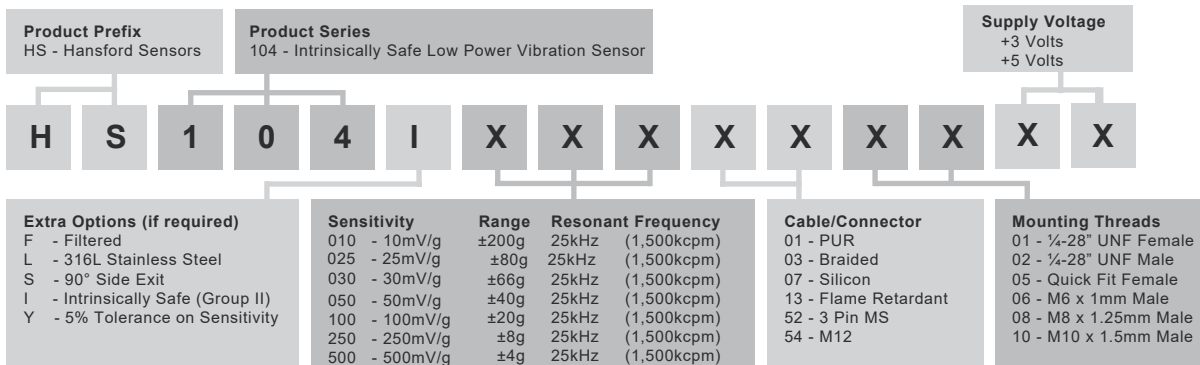 Product Prefix
HS - Hansford Sensors
Product Series
104 - Intrinsically Safe Low Power Vibration Sensor
Supply Voltage
+3 Volts
+5 Volts
H S 1 0 4 I X X X X X X X X X
Extra Options (if required)
F - Filtered
L - 316L Stainless Steel
S - 90° Side Exit
I - Intrinsically Safe (Group II)
Y - 5% Tolerance on Sensitivity
Sensitivity Range Resonant Frequency
010 - 10mV/g ±200g 25kHz (1,500kcpm)
025 - 25mV/g ±80g 25kHz (1,500kcpm)
030 - 30mV/g ±66g 25kHz (1,500kcpm)
050 - 50mV/g ±40g 25kHz (1,500kcpm)
100 - 100mV/g ±20g 25kHz (1,500kcpm)
250 - 250mV/g ±8g 25kHz (1,500kcpm)
500 - 500mV/g ±4g 25kHz (1,500kcpm)
Cable/Connector
01 - PUR
03 - Braided
07 - Silicon
13 - Flame Retardant
52 - 3 Pin MS
54 - M12
Mounting Threads
01 - ¼-28” UNF Female
02 - ¼-28” UNF Male
05 - Quick Fit Female
06 - M6 x 1mm Male
08 - M8 x 1.25mm Male
10 - M10 x 1.5mm Male